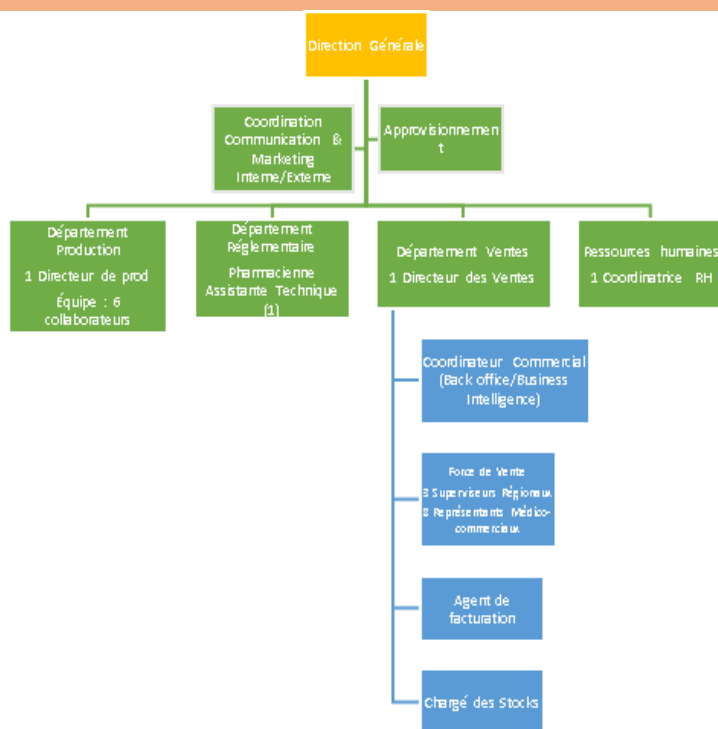 Direction Générale
Coordination
Communication &
Marketing
Interne/Externe
Approvisionnemen
t
Département
Production
1 Directeur de prod
Équipe : 6
collaborateurs
Département
Réglementaire
Pharmacienne
Assistante Technique
(1)
Département Ventes
1 Directeur des Ventes
Ressources humaines
1 Coordinatrice RH
Coordinateur Commercial
(Back office/Business
Intelligence)
Force de Vente
3 Superviseurs Régionaux
8 Représentants Médico-
commerciaux
Agent de
facturation
Chargé des Stocks